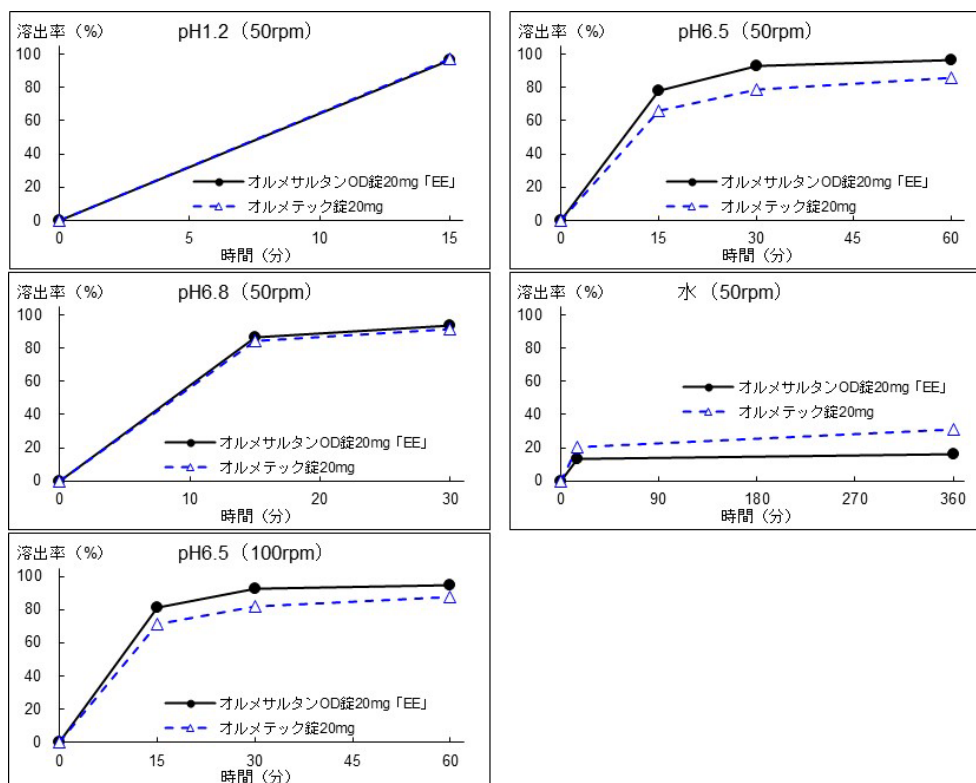 溶出率（%） pH1.2（50rpm）
100
80
60
40
20
0
オルメサルタンOD錠20mg「EE」
オルメテック錠20mg
0 5 10 15
時間（分）
溶出率（%） pH6.5（50rpm）
100
80
60
40
20
0
オルメサルタンOD錠20mg「EE」
オルメテック錠20mg
0 15 30 45 60
時間（分）
溶出率（%） pH6.8（50rpm）
100
80
60
40
20
0
オルメサルタンOD錠20mg「EE」
オルメテック錠20mg
0 10 20 30
時間（分）
溶出率（%） 水（50rpm）
100
80
60
40
20
0
オルメサルタンOD錠20mg「EE」
オルメテック錠20mg
0 90 180 270 360
時間（分）
溶出率（%） pH6.5（100rpm）
100
80
60
40
20
0
オルメサルタンOD錠20mg「EE」
オルメテック錠20mg
0 15 30 45 60
時間（分）